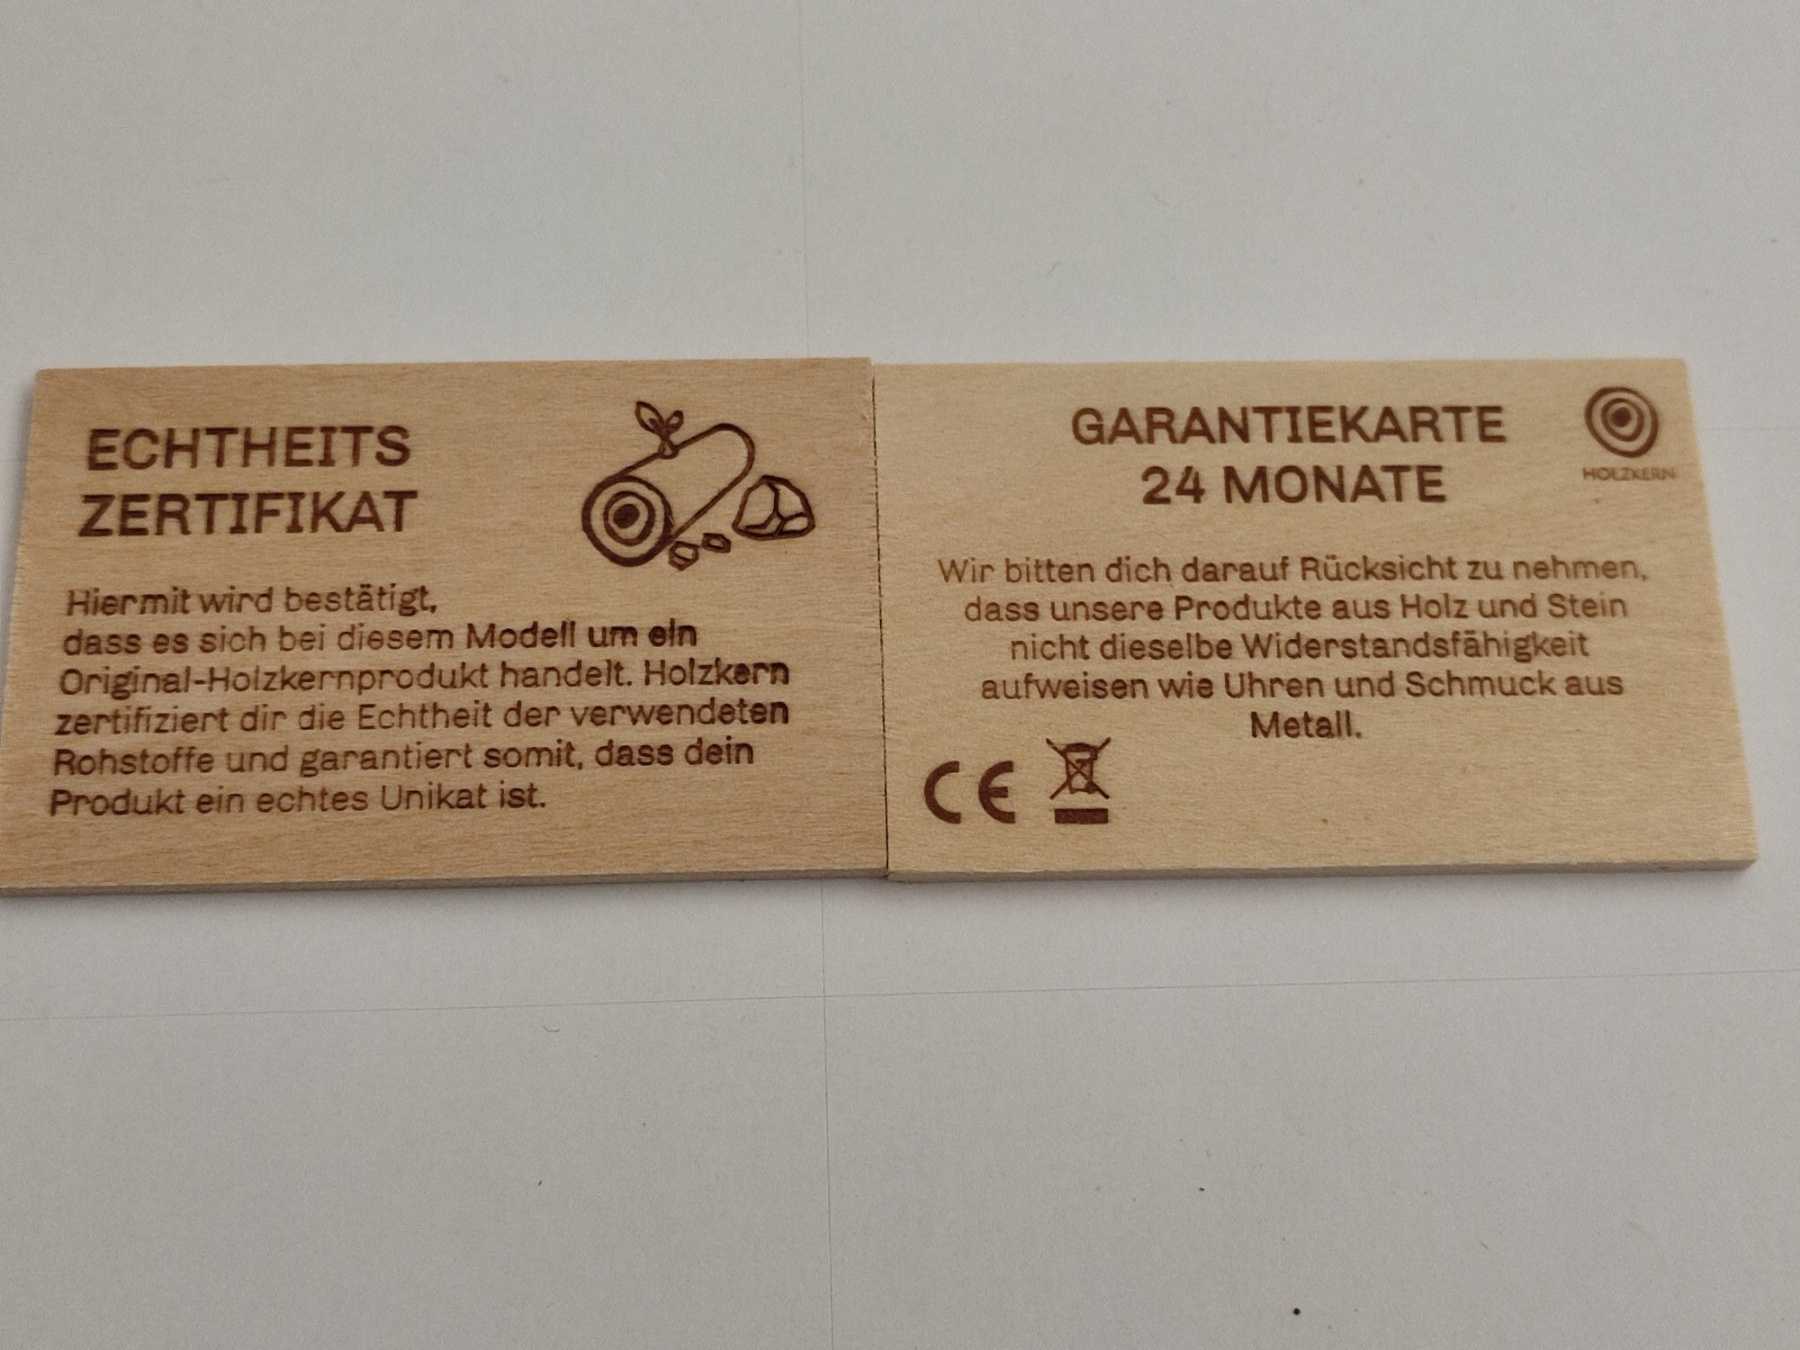 ECHTHEITS
ZERTIFIKAT
Hiermit wird bestätigt,
dass es sich bei diesem Modell um ein
Original-Holzkernprodukt handelt. Holzkern
zertifiziert dir die Echtheit der verwendeten
Rohstoffe und garantiert somit, dass dein
Produkt ein echtes Unikat ist.
GARANTIEKARTE
24 MONATE
HOLZKERN
Wir bitten dich darauf Rücksicht zu nehmen,
dass unsere Produkte aus Holz und Stein
nicht dieselbe Widerstandsfähigkeit
aufweisen wie Uhren und Schmuck aus
Metall.
CE